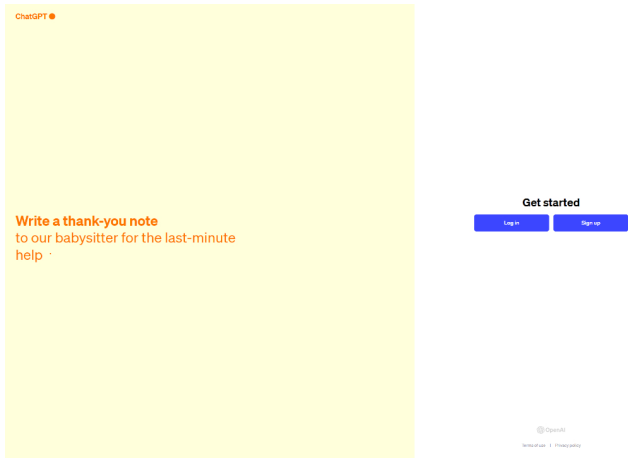 ChatGPT
Write a thank-you note
to our babysitter for the last-minute
help
Get started
Log in
Sign up
OpenAI
Terms of use | Privacy policy